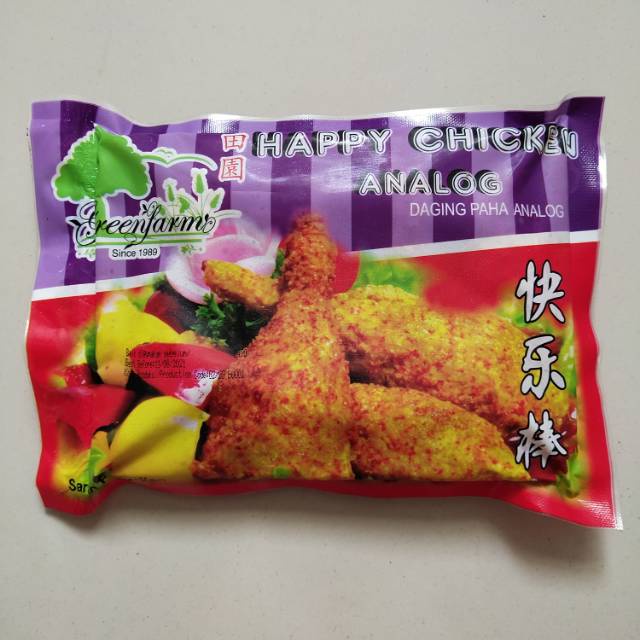 田園
HAPPY CHICKEN
ANALOG
DAGING PAHA ANALOG
Greenfarm
Since 1989
快乐棒